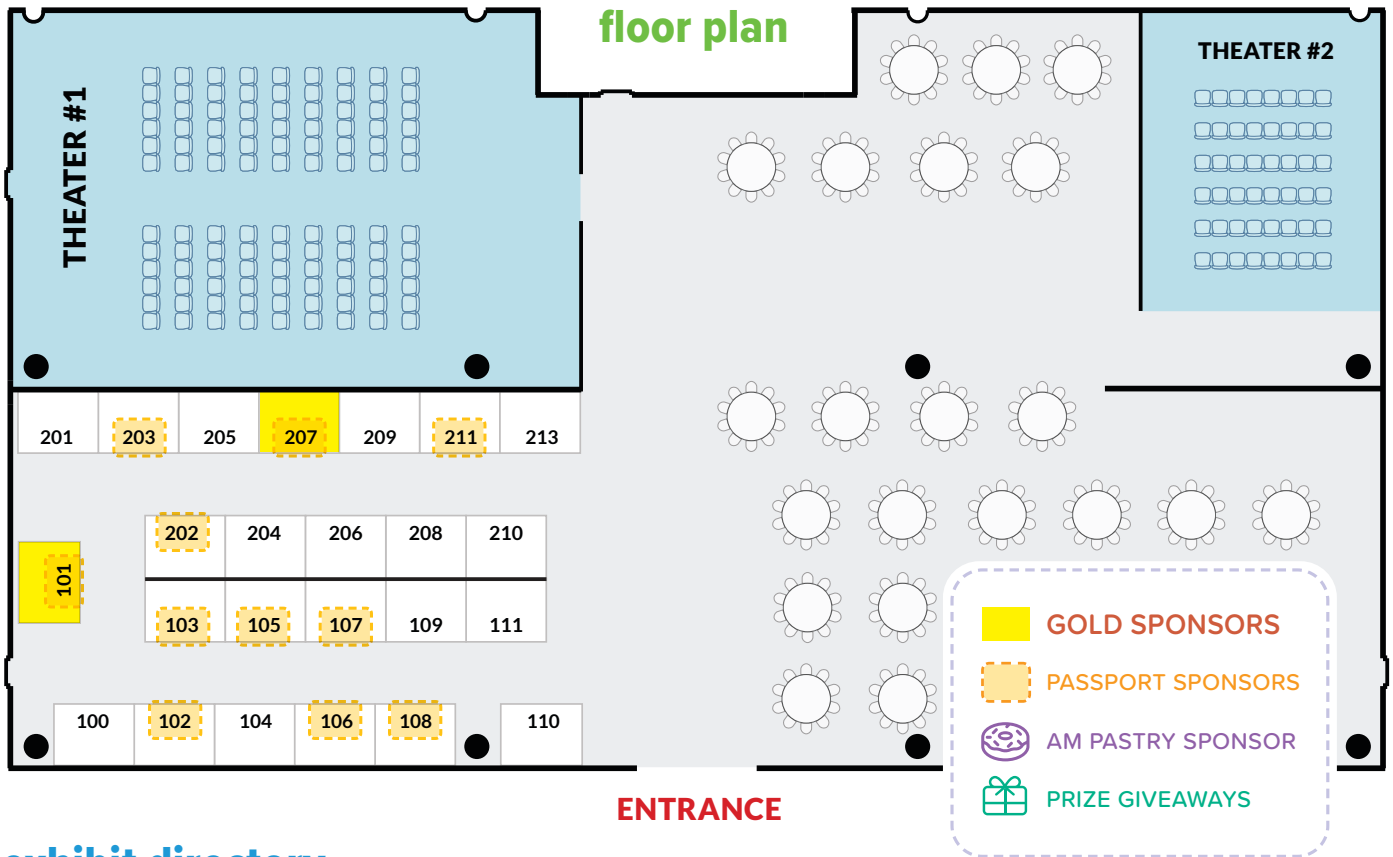 floor plan
THEATER #1
THEATER #2
201 203 205 207 209 211 213
202 204 206 208 210
101
103 105 107 109 111
100 102 104 106 108 110
GOLD SPONSORS
PASSPORT SPONSORS
AM PASTRY SPONSOR
PRIZE GIVEAWAYS
ENTRANCE
exhibit directory